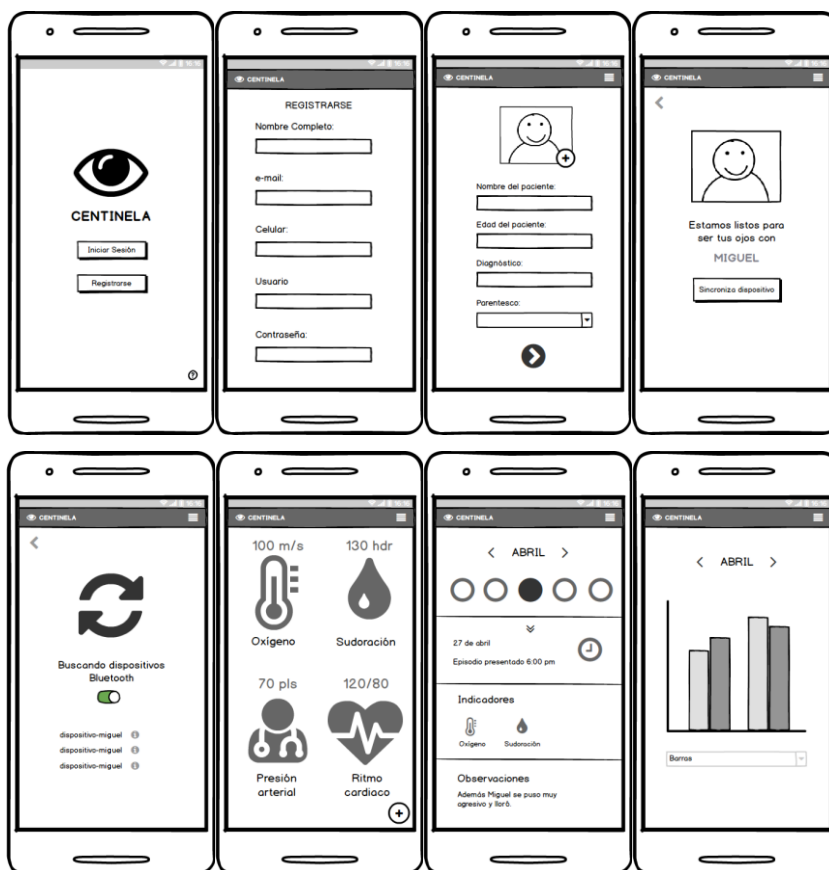 CENTINELA
Iniciar Sesión
Registrarse
?
CENTINELA
REGISTRARSE
Nombre Completo:
e-mail:
Celular:
Usuario
Contraseña:
CENTINELA
Nombre del paciente:
Edad del paciente:
Diagnóstico:
Parentesco:
CENTINELA
Estamos listos para
ser tus ojos con
MIGUEL
Sincroniza dispositivo
CENTINELA
Buscando dispositivos
Bluetooth
dispositivo-miguel
dispositivo-miguel
dispositivo-miguel
CENTINELA
100 m/s 130 hdr
Oxígeno Sudoración
70 pls 120/80
Presión Ritmo
arterial cardiaco
CENTINELA
ABRIL
27 de abril
Episodio presentado 6:00 pm
Indicadores
Oxígeno Sudoración
Observaciones
Además Miguel se puso muy
agresivo y lloró.
CENTINELA
ABRIL
Barras